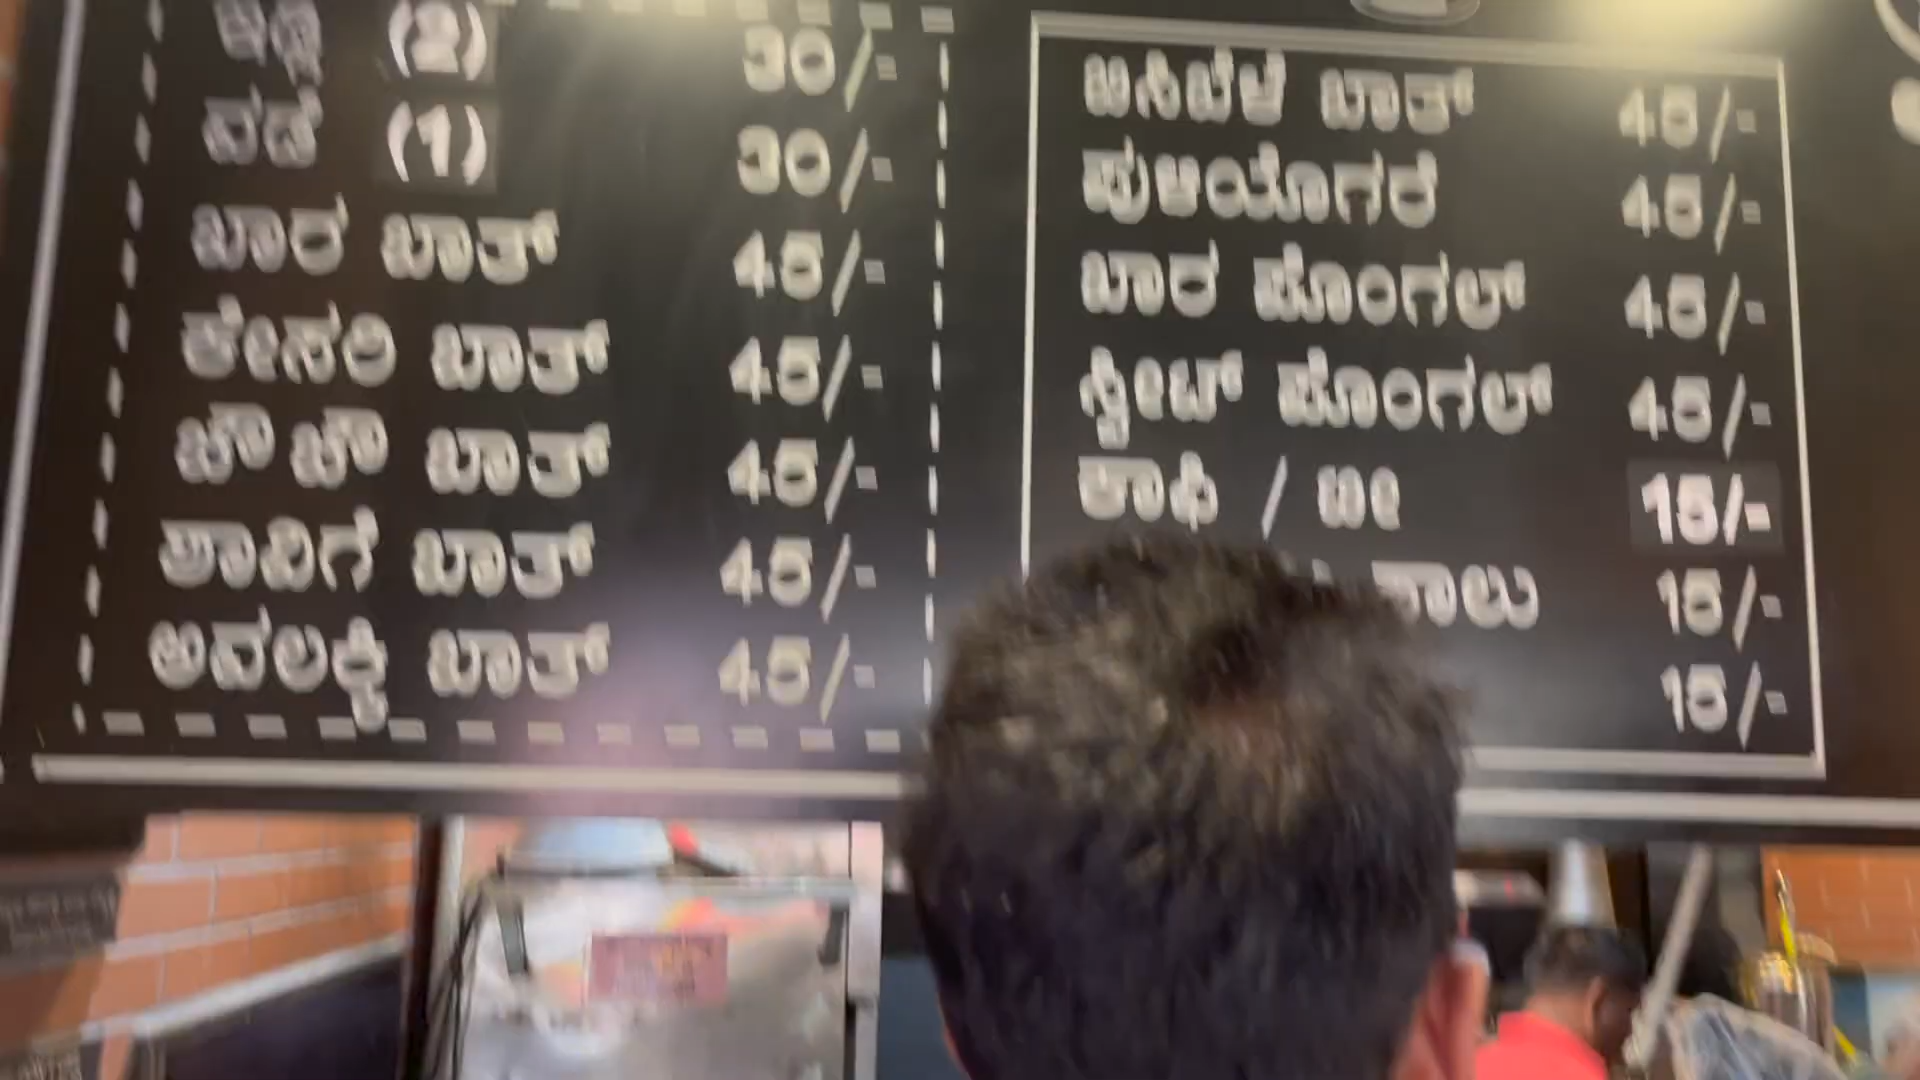 ಇಡ್ಲಿ (2) 30/-
ವಡೆ (1) 30/-
ಖಾರ ಬಾತ್ 45/-
ಕೇಸರಿ ಬಾತ್ 45/-
ಚೌ ಚೌ ಬಾತ್ 45/-
ಶಾವಿಗೆ ಬಾತ್ 45/-
ಅವಲಕ್ಕಿ ಬಾತ್ 45/-
ಬಿಸಿಬೆಳೆ ಬಾತ್ 45/-
ಪುಳಿಯೊಗರೆ 45/-
ಖಾರ ಪೊಂಗಲ್ 45/-
ಸ್ವೀಟ್ ಪೊಂಗಲ್ 45/-
ಕಾಫಿ / ಟೀ 15/-
ಹಾಲು 15/-
15/-